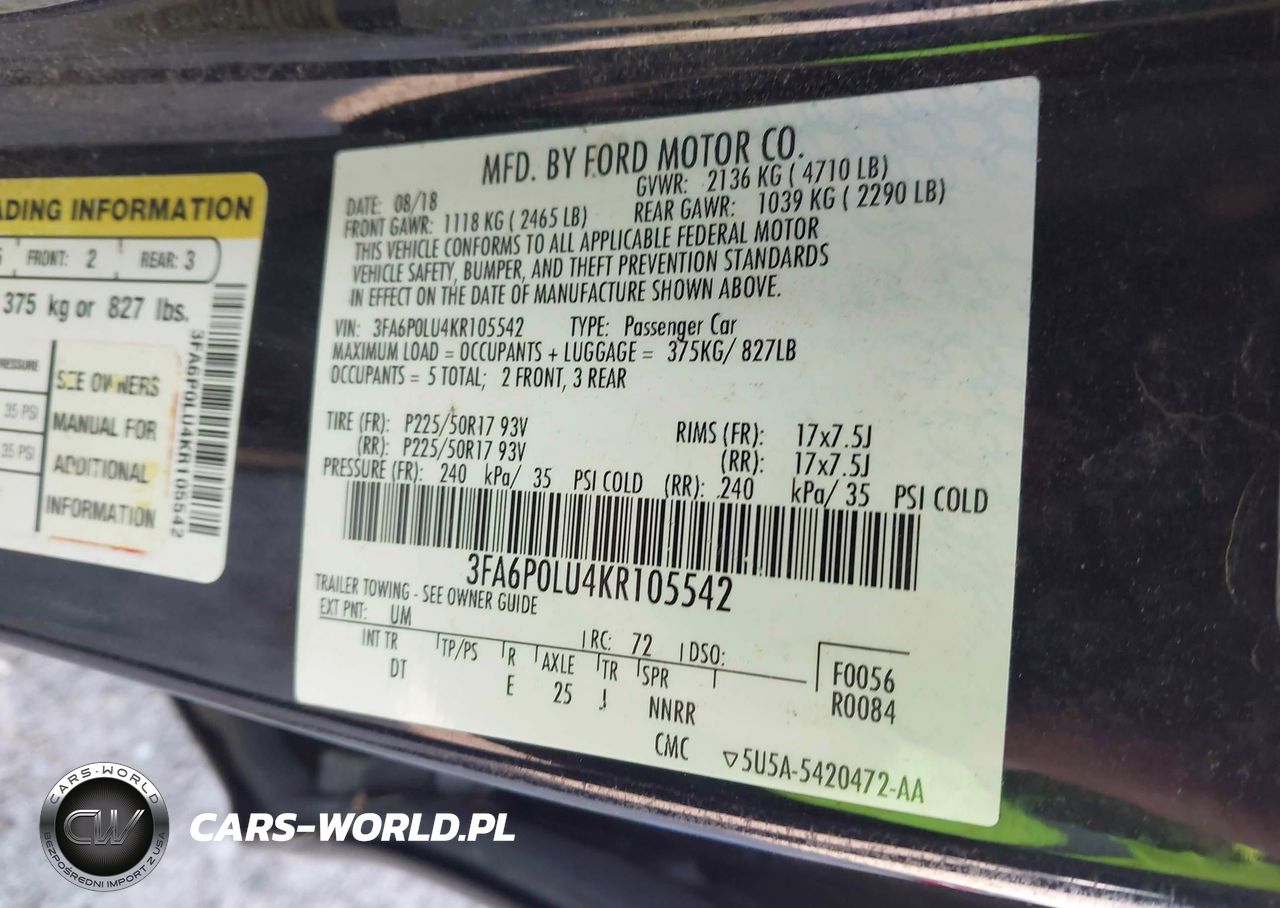 ADING INFORMATION
FRONT: 2 REAR: 3
375 kg or 827 lbs.
RESSURE
35 PSI
35 PSI
SEE OWNERS
MANUAL FOR
ADDITIONAL
INFORMATION
3FA6P0LU4KR105542
MFD. BY FORD MOTOR CO.
DATE: 08/18 GVWR: 2136 KG ( 4710 LB)
FRONT GAWR: 1118 KG ( 2465 LB) REAR GAWR: 1039 KG ( 2290 LB)
THIS VEHICLE CONFORMS TO ALL APPLICABLE FEDERAL MOTOR
VEHICLE SAFETY, BUMPER, AND THEFT PREVENTION STANDARDS
IN EFFECT ON THE DATE OF MANUFACTURE SHOWN ABOVE.
VIN: 3FA6P0LU4KR105542 TYPE: Passenger Car
MAXIMUM LOAD = OCCUPANTS + LUGGAGE = 375KG/ 827LB
OCCUPANTS = 5 TOTAL; 2 FRONT, 3 REAR
TIRE (FR): P225/50R17 93V RIMS (FR): 17x7.5J
(RR): P225/50R17 93V (RR): 17x7.5J
PRESSURE (FR): 240 kPa/ 35 PSI COLD (RR): 240 kPa/ 35 PSI COLD
3FA6P0LU4KR105542
TRAILER TOWING - SEE OWNER GUIDE
EXT PNT: UM RC: 72 DSO:
INT TR TP/PS R AXLE TR SPR F0056
DT E 25 J NNRR R0084
CMC ▽5U5A-5420472-AA
CARS-WORLD
CW
BEZPOŚREDNI IMPORT Z USA
CARS-WORLD.PL